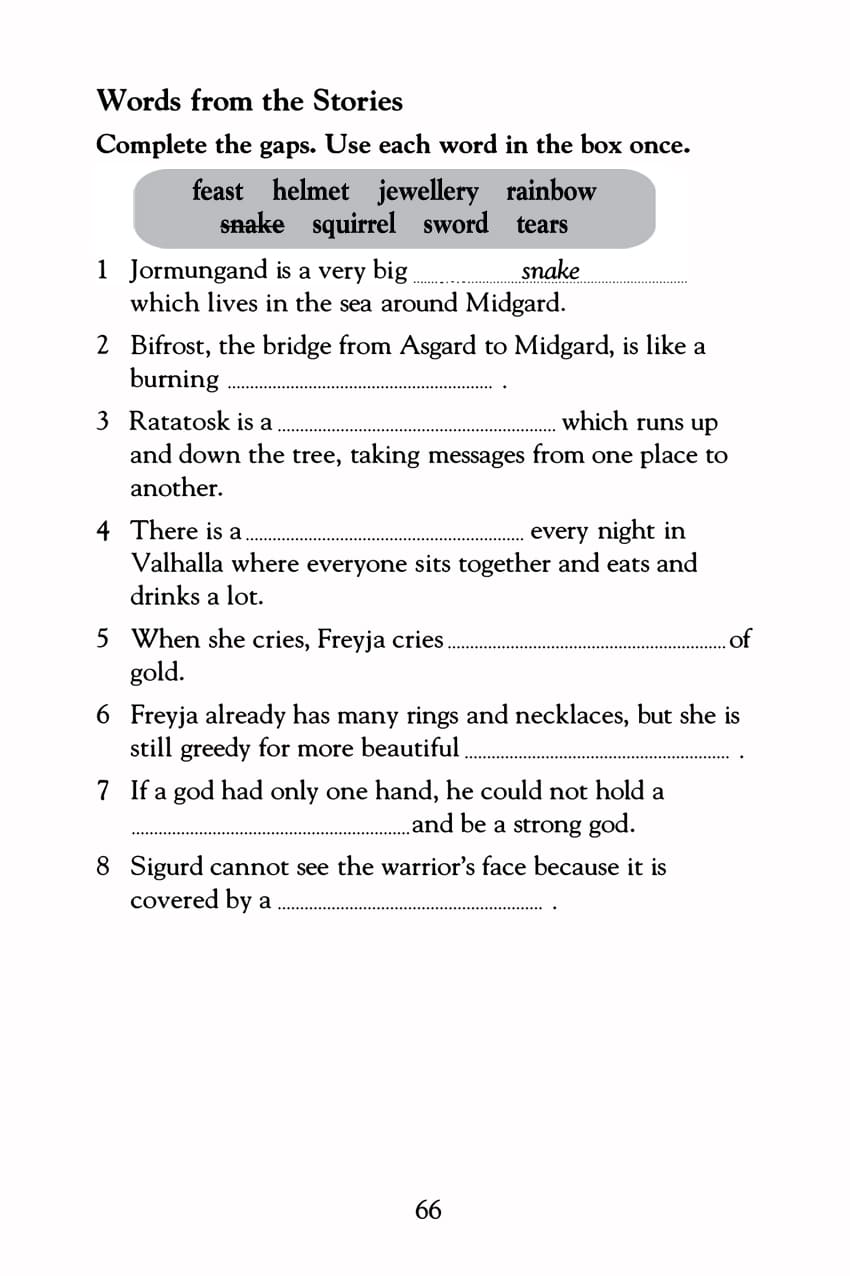 Words from the Stories
Complete the gaps. Use each word in the box once.
feast helmet jewellery rainbow
snake squirrel sword tears
1 Jormungand is a very big ..................snake..................
which lives in the sea around Midgard.
2 Bifrost, the bridge from Asgard to Midgard, is like a
burning .................................... .
3 Ratatosk is a .................................... which runs up
and down the tree, taking messages from one place to
another.
4 There is a .................................... every night in
Valhalla where everyone sits together and eats and
drinks a lot.
5 When she cries, Freyja cries .................................... of
gold.
6 Freyja already has many rings and necklaces, but she is
still greedy for more beautiful .................................... .
7 If a god had only one hand, he could not hold a
.................................... and be a strong god.
8 Sigurd cannot see the warrior's face because it is
covered by a .................................... .
66